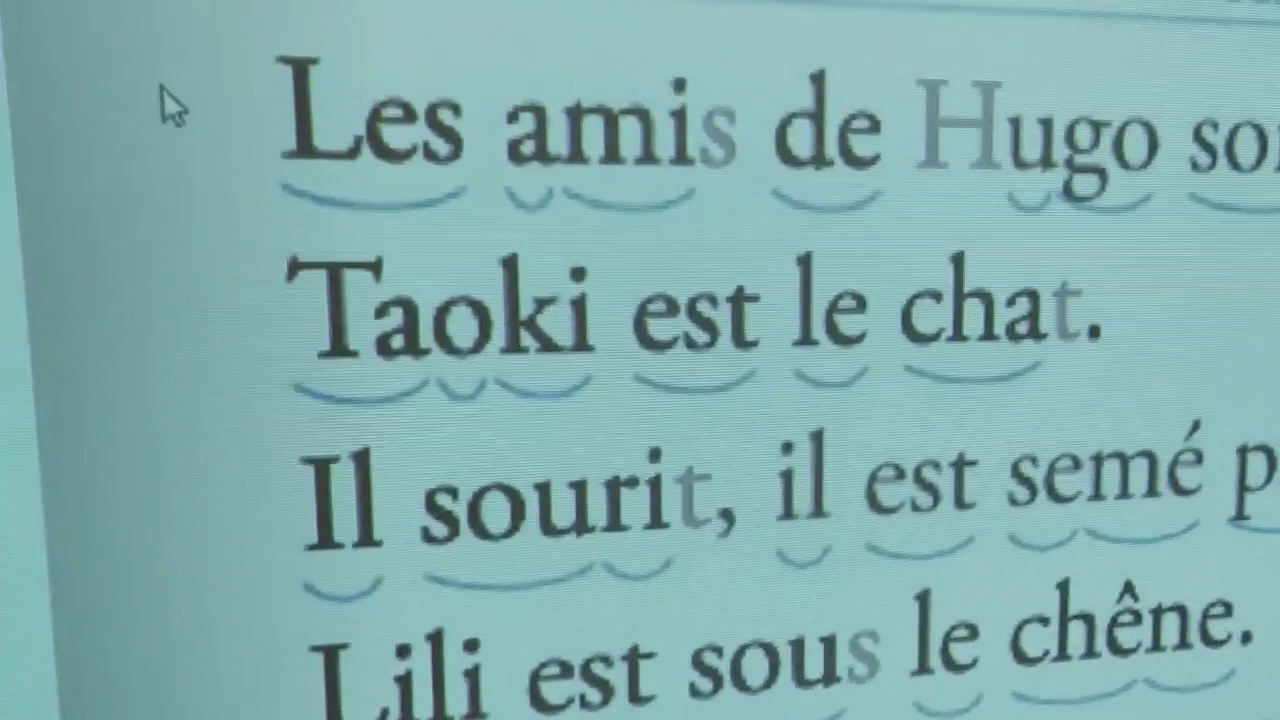 Les amis de Hugo
Taoki est le chat.
Il sourit, il est semé
Lili est sous le chêne.